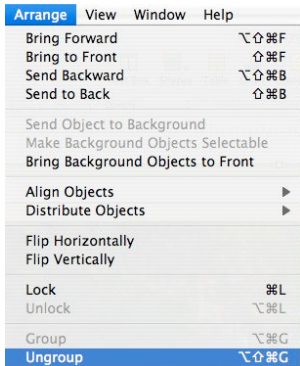 Arrange View Window Help
Bring Forward ⌥⇧⌘F
Bring to Front ⇧⌘F
Send Backward ⌥⇧⌘B
Send to Back ⇧⌘B
Send Object to Background
Make Background Objects Selectable
Bring Background Objects to Front
Align Objects ▶
Distribute Objects ▶
Flip Horizontally
Flip Vertically
Lock ⌘L
Unlock ⌥⌘L
Group ⌥⌘G
Ungroup ⌥⇧⌘G